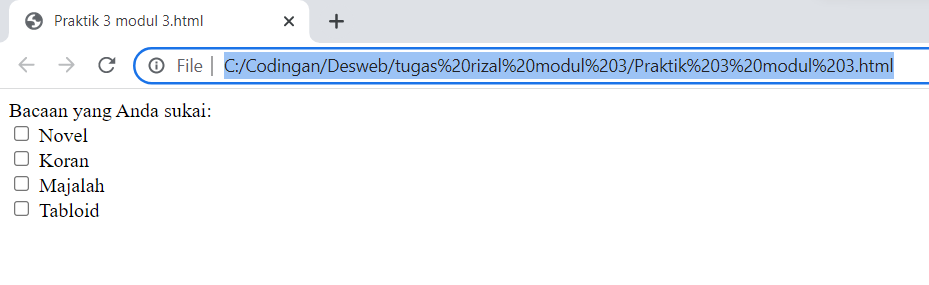 Praktik 3 modul 3.html
File | C:/Codingan/Desweb/tugas%20rizal%20modul%203/Praktik%203%20modul%203.html
Bacaan yang Anda sukai:
Novel
Koran
Majalah
Tabloid